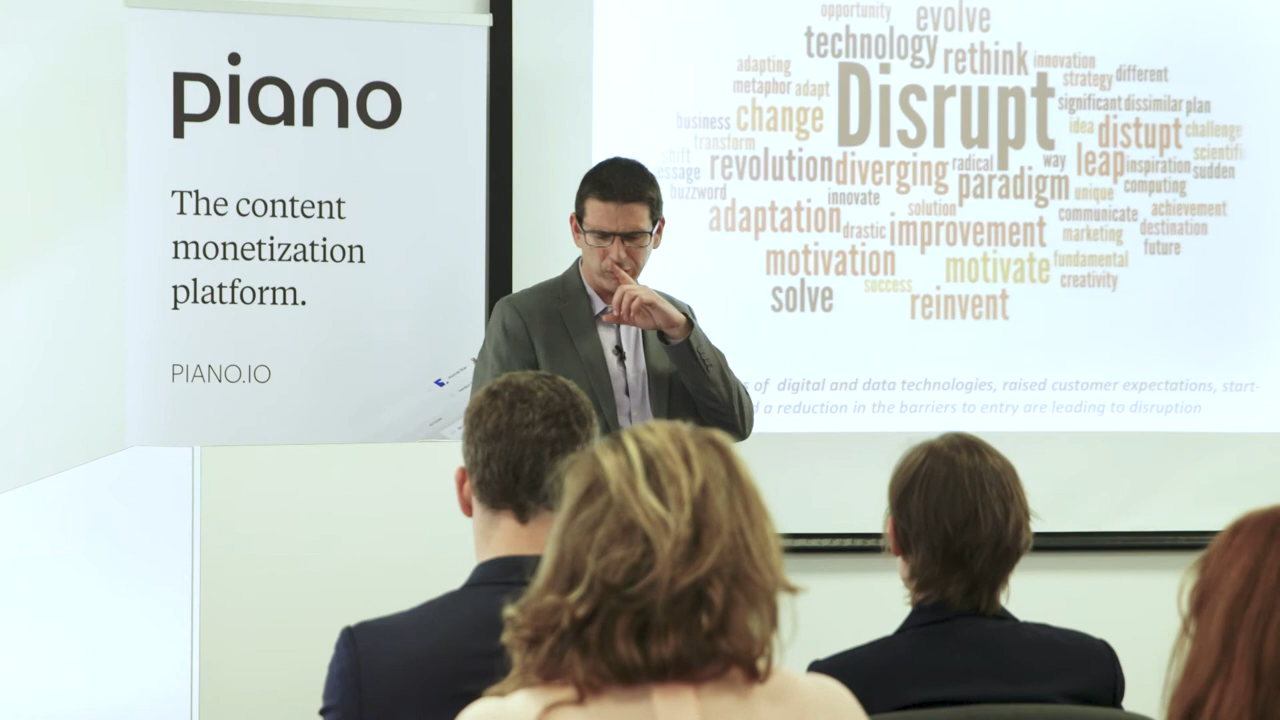 piano
The content
monetization
platform.
PIANO.IO
opportunity evolve
technology rethink innovation
adapting strategy different
metaphor adapt Disrupt significant dissimilar plan
business change idea distupt challenge
transform
revolution diverging radical way leap inspiration sudden
buzzword innovate paradigm unique computing
adaptation solution communicate achievement
drastic improvement marketing destination
future
motivation motivate fundamental
success creativity
solve reinvent
of digital and data technologies, raised customer expectations, start-
a reduction in the barriers to entry are leading to disruption